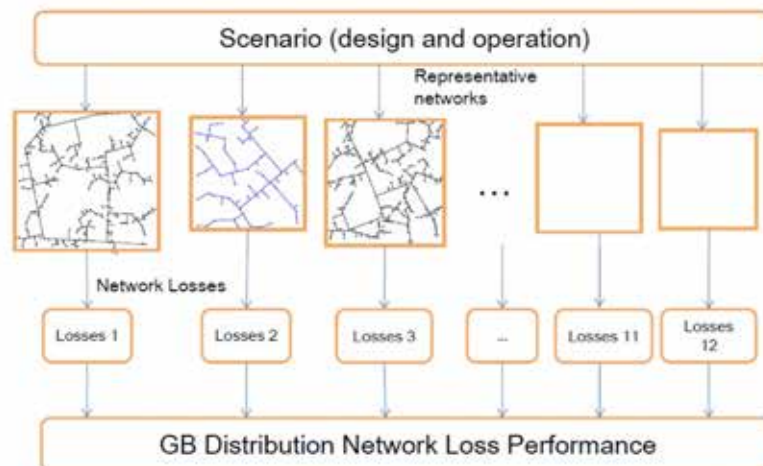 Scenario (design and operation)
Representative
networks
...
Network Losses
Losses 1
Losses 2
Losses 3
...
Losses 11
Losses
12
GB Distribution Network Loss Performance